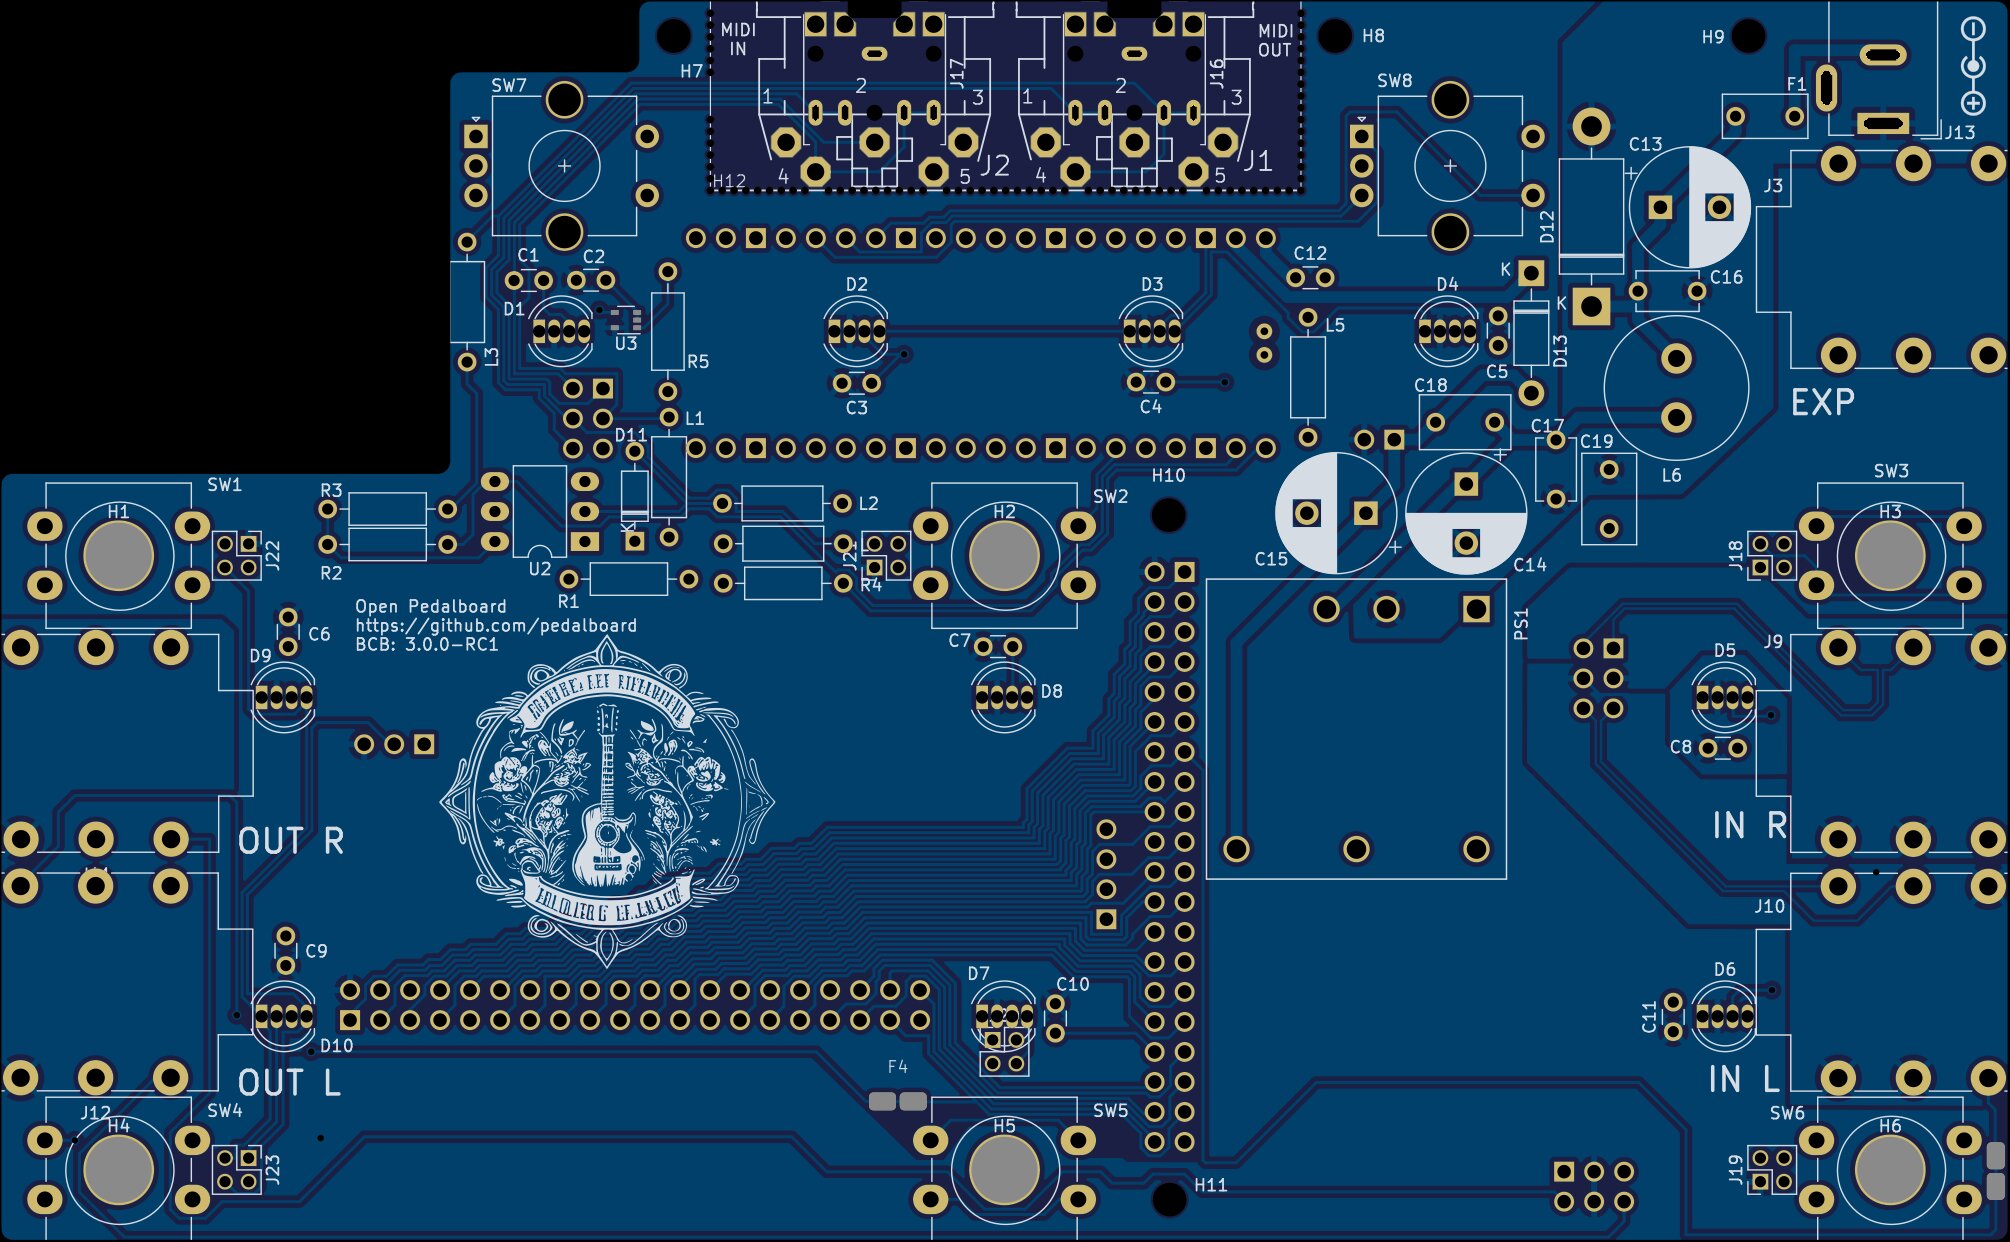 MIDI
IN
MIDI
OUT
H8
H9
H7
SW7
J17
J16
SW8
F1
2
2
1
3
1
3
J13
C13
H12
4
5
J2
4
5
J1
J3
D12
C1
C2
C12
K
C16
D1
D2
D3
D4
K
U3
L5
L3
R5
D13
C5
C3
C4
C18
EXP
L1
D11
C17
C19
H10
L6
SW1
R3
SW2
SW3
H1
L2
H2
H3
K
J22
J21
C15
C14
J18
R2
U2
R4
R1
Open Pedalboard
https://github.com/pedalboard
BCB: 3.0.0-RC1
PS1
C6
C7
J9
D9
D5
D8
C8
OUT R
IN R
J10
C9
D7
D6
C10
C11
D10
F4
OUT L
IN L
J12
SW4
SW5
SW6
H4
H5
H6
J23
J19
H11